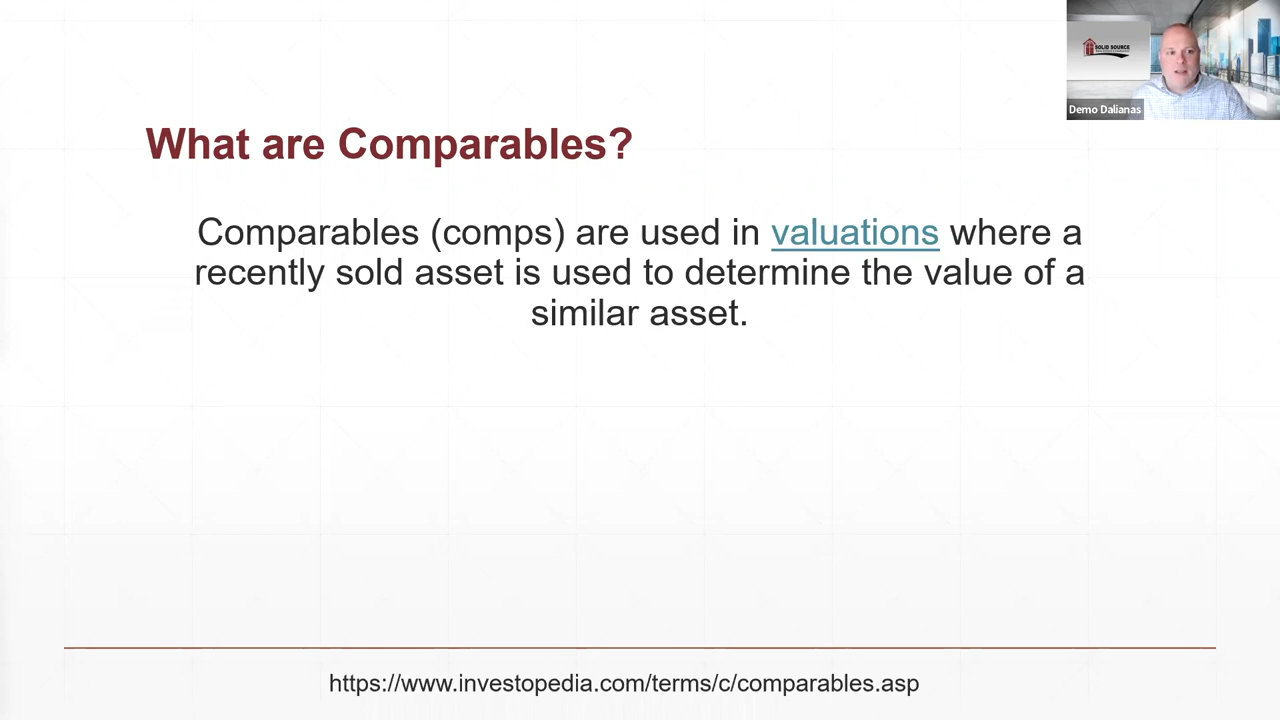 SOLID SOURCE
Demo Dalianas
What are Comparables?
Comparables (comps) are used in valuations where a
recently sold asset is used to determine the value of a
similar asset.
https://www.investopedia.com/terms/c/comparables.asp